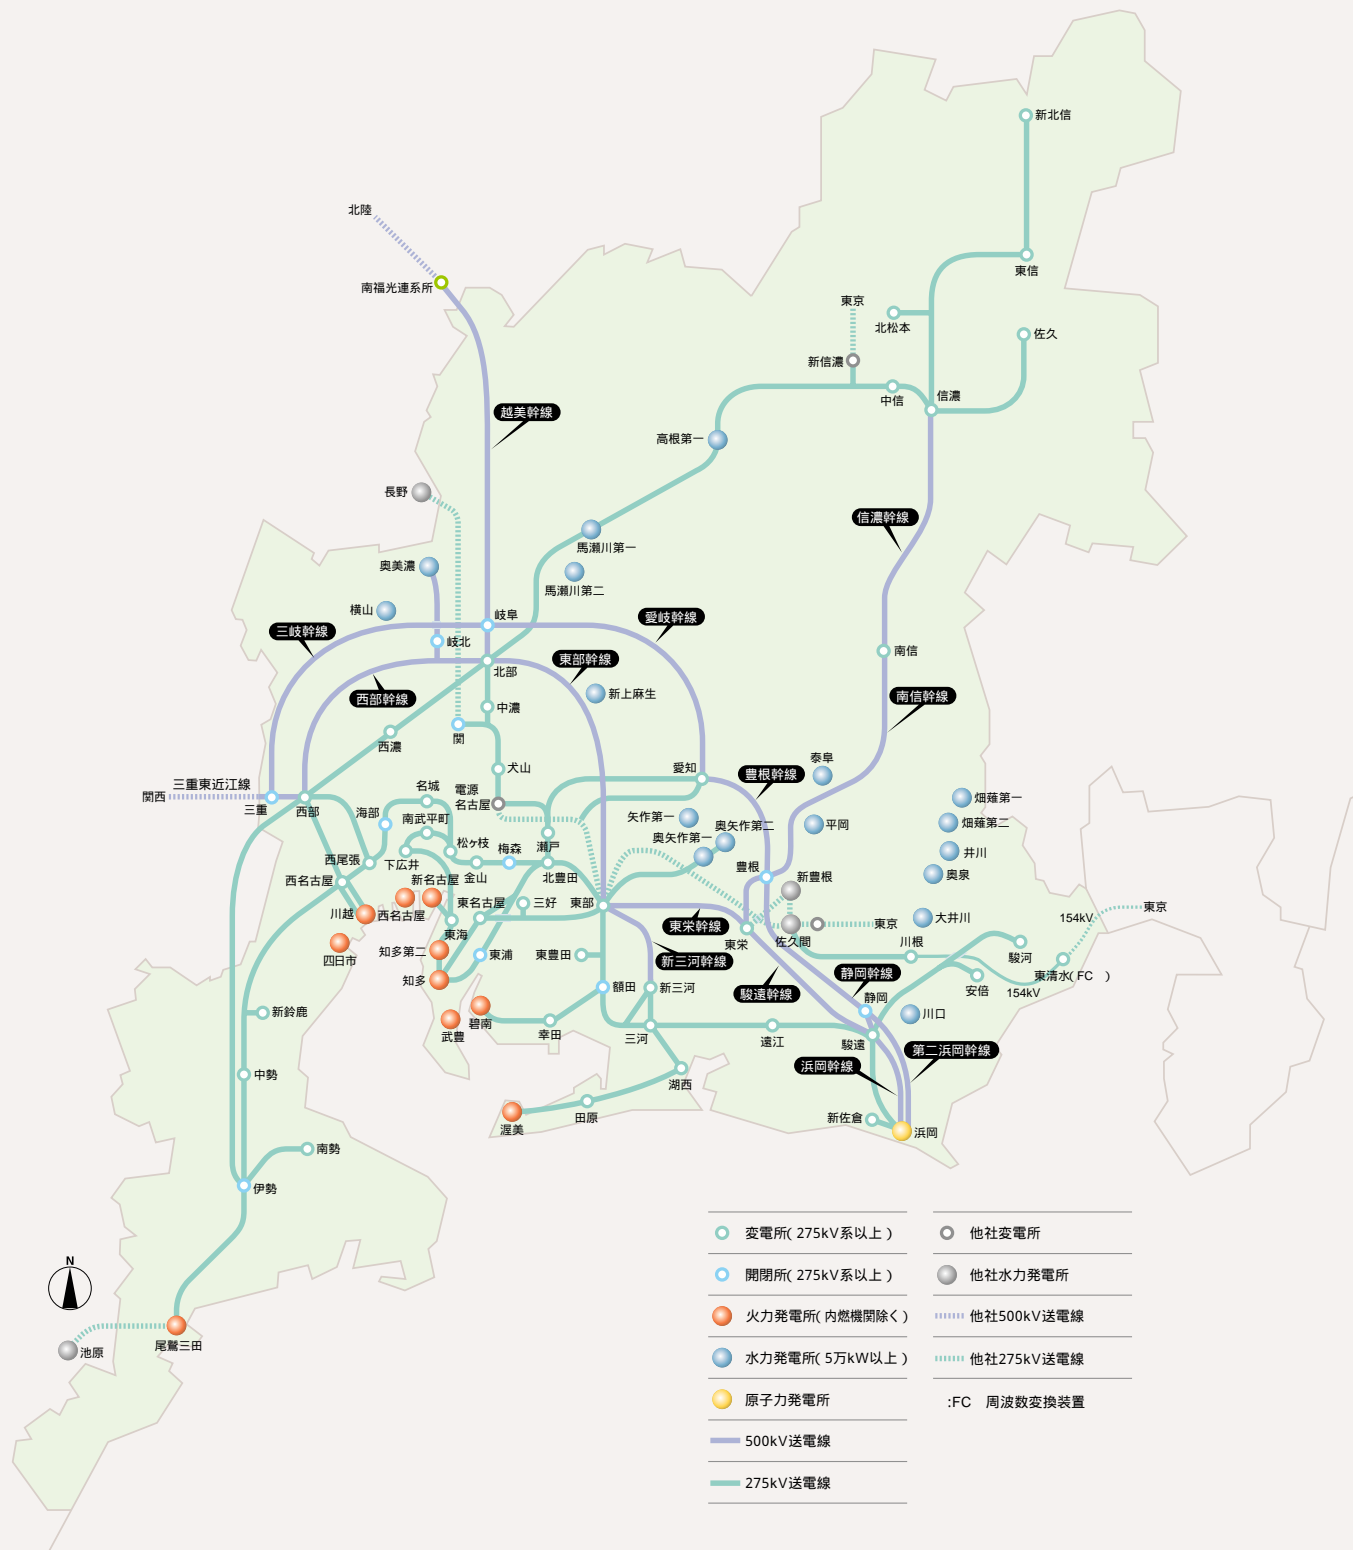 新北信
北陸
東信
南福光連系所
東京
北松本
佐久
新信濃
中信
信濃
越美幹線
高根第一
長野
信濃幹線
馬瀬川第一
奥美濃
馬瀬川第二
横山
岐阜
愛岐幹線
三岐幹線
岐北
南信
東部幹線
北部
西部幹線
新上麻生
南信幹線
中濃
関
西濃
犬山
愛知
豊根幹線
泰阜
三重東近江線
関西
名城
電源
名古屋
畑薙第一
三重
西部
海部
南武平町
矢作第一
奥矢作第二
平岡
畑薙第二
奥矢作第一
松ヶ枝
梅森
瀬戸
井川
西尾張
下広井
豊根
新豊根
奥泉
西名古屋
新名古屋
金山
北豊田
川越
西名古屋
東名古屋
三好
東部
東栄幹線
東京
大井川
154kV
東京
東海
東栄
佐久間
川根
駿河
四日市
知多第二
東浦
東豊田
新三河幹線
静岡幹線
東清水(FC )
知多
額田
新三河
駿遠幹線
静岡
安倍
154kV
新鈴鹿
武豊
碧南
幸田
三河
遠江
川口
駿遠
第二浜岡幹線
中勢
浜岡幹線
湖西
渥美
田原
新佐倉
浜岡
南勢
伊勢
N
尾鷲三田
池原
変電所(275kV系以上)
開閉所(275kV系以上)
火力発電所(内燃機関除く)
水力発電所(5万kW以上)
原子力発電所
500kV送電線
275kV送電線
他社変電所
他社水力発電所
他社500kV送電線
他社275kV送電線
:FC 周波数変換装置